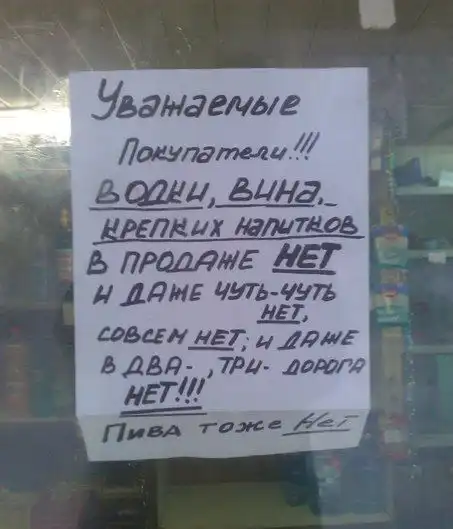 Уважаемые
Покупатели!!!
ВОДКИ, ВИНА,
КРЕПКИХ НАПИТКОВ
В ПРОДАЖЕ НЕТ
И ДАЖЕ ЧУТЬ-ЧУТЬ
НЕТ,
СОВСЕМ НЕТ; И ДАЖЕ
В ДВА-, ТРИ- ДОРОГА
НЕТ!!!
ПИВА ТОЖЕ НЕТ